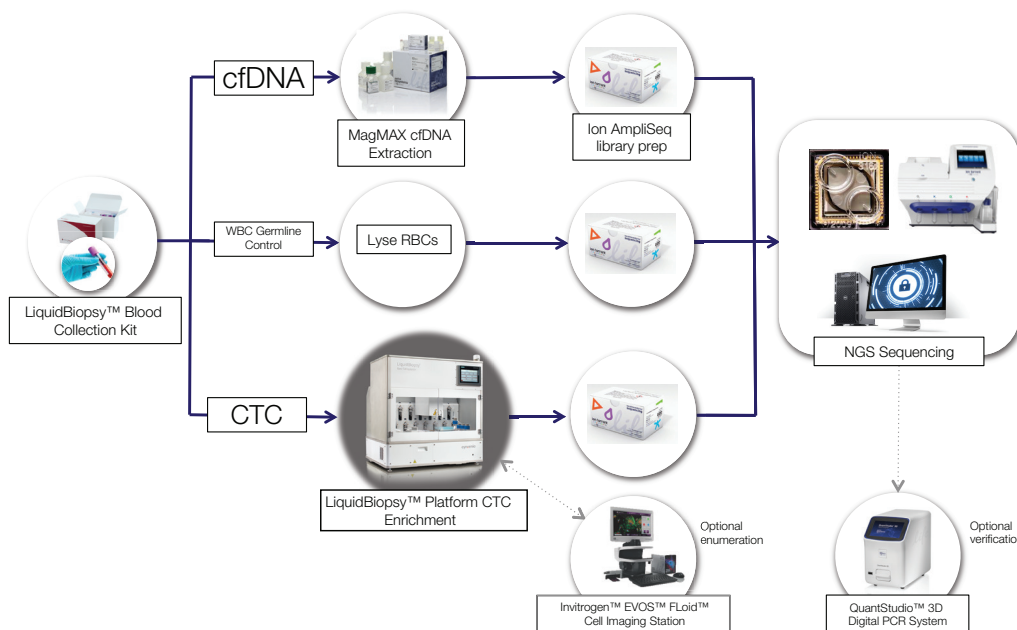 cfDNA
MagMAX cfDNA
Extraction
Ion AmpliSeq
library prep
WBC Germline
Control
Lyse RBCs
LiquidBiopsy™ Blood
Collection Kit
NGS Sequencing
CTC
LiquidBiopsy™ Platform CTC
Enrichment
Optional
enumeration
Optional
verificatio
Invitrogen™ EVOS™ FLoid™
Cell Imaging Station
QuantStudio™ 3D
Digital PCR System